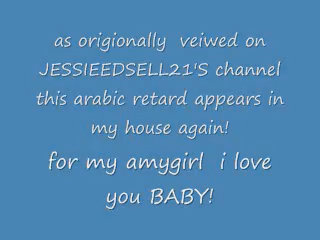 as origionally veiwed on
JESSIEEDSELL21'S channel
this arabic retard appears in
my house again!
for my amygirl i love
you BABY!